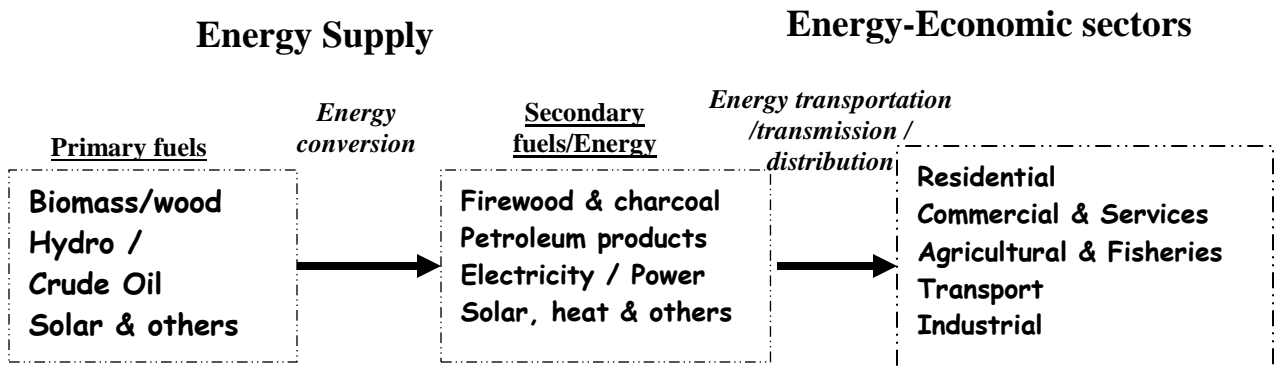 Energy Supply
Energy-Economic sectors
Primary fuels
Energy
conversion
Secondary
fuels/Energy
Energy transportation
/transmission /
distribution
Biomass/wood
Hydro /
Crude Oil
Solar & others
Firewood & charcoal
Petroleum products
Electricity / Power
Solar, heat & others
Residential
Commercial & Services
Agricultural & Fisheries
Transport
Industrial